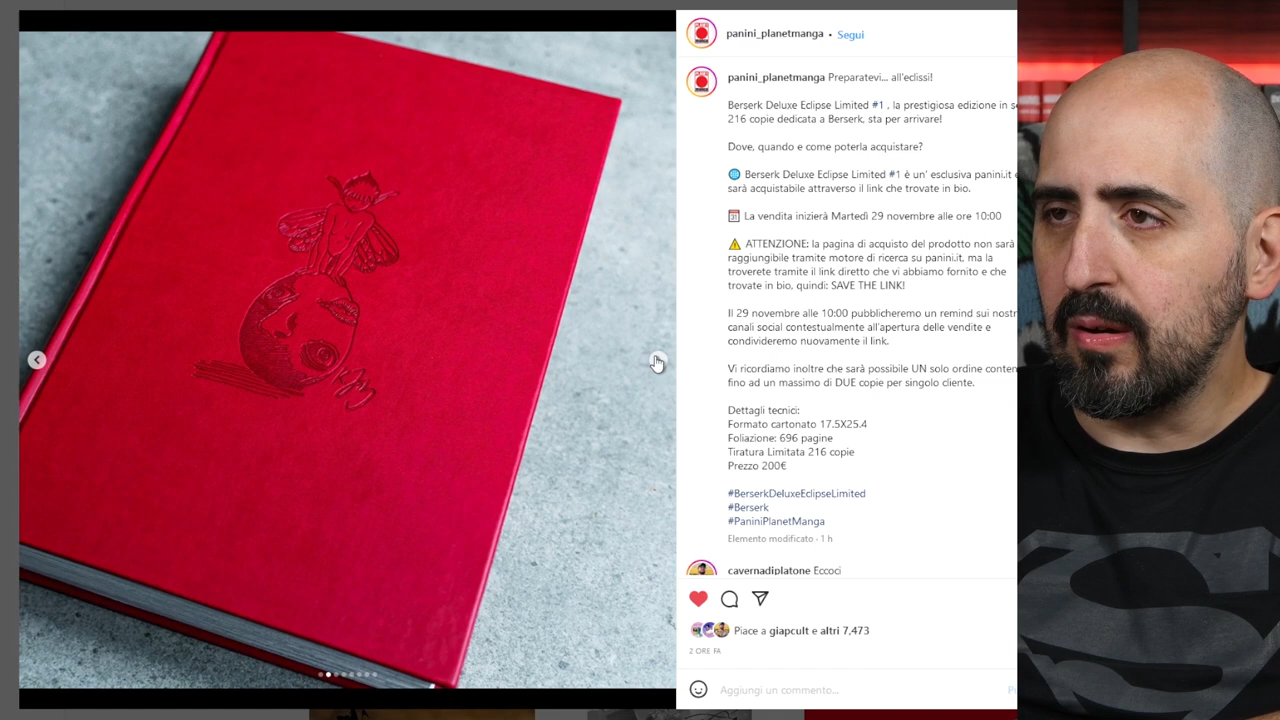 panini_planetmanga • Segui
panini_planetmanga Preparatevi... all'eclissi!
Berserk Deluxe Eclipse Limited #1 , la prestigiosa edizione in
216 copie dedicata a Berserk, sta per arrivare!
Dove, quando e come poterla acquistare?
Berserk Deluxe Eclipse Limited #1 è un' esclusiva panini.it e
sarà acquistabile attraverso il link che trovate in bio.
La vendita inizierà Martedì 29 novembre alle ore 10:00
ATTENZIONE: la pagina di acquisto del prodotto non sarà
raggiungibile tramite motore di ricerca su panini.it, ma la
troverete tramite il link diretto che vi abbiamo fornito e che
trovate in bio, quindi: SAVE THE LINK!
Il 29 novembre alle 10:00 pubblicheremo un remind sui
canali social contestualmente all'apertura delle vendite e
condivideremo nuovamente il link.
Vi ricordiamo inoltre che sarà possibile UN solo ordine
fino ad un massimo di DUE copie per singolo cliente.
Dettagli tecnici:
Formato cartonato 17.5X25.4
Foliazione: 696 pagine
Tiratura Limitata 216 copie
Prezzo 200€
#BerserkDeluxeEclipseLimited
#Berserk
#PaniniPlanetManga
Elemento modificato · 1 h
cavernadiplatone Eccoci
Piace a giapcult e altri 7,473
2 ORE FA
Aggiungi un commento...